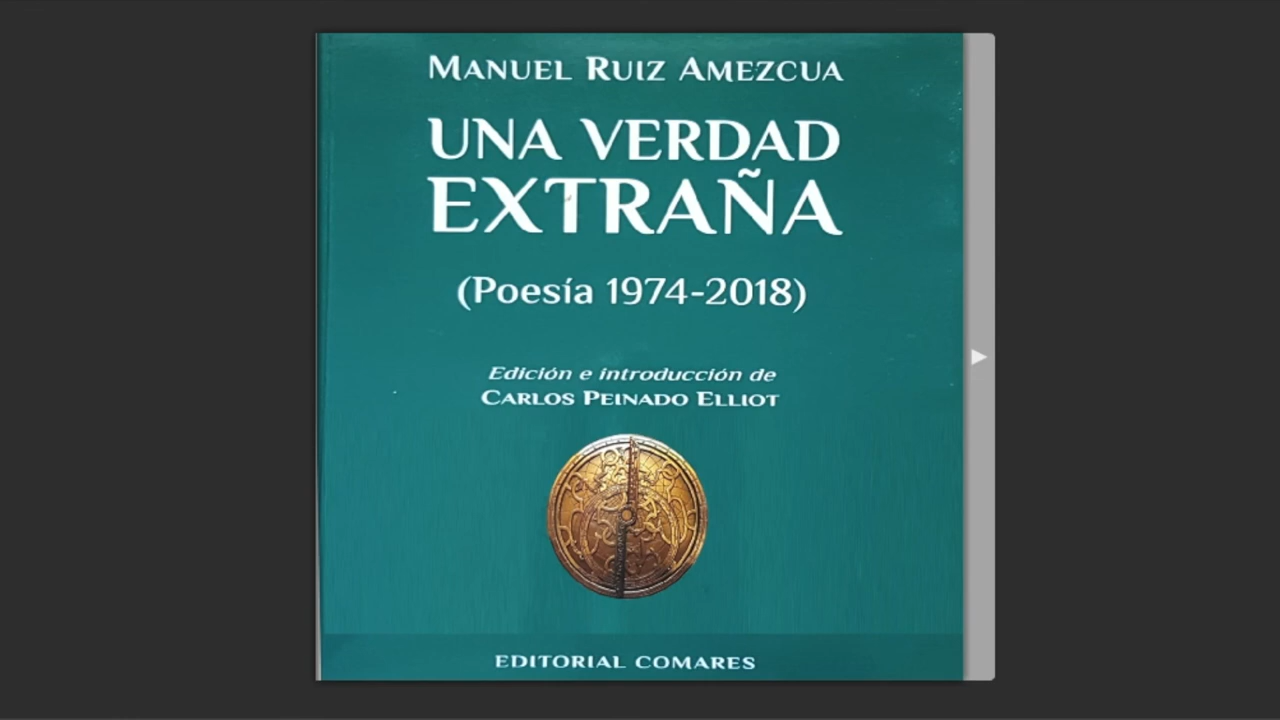 MANUEL RUIZ AMEZCUA
UNA VERDAD
EXTRAÑA
(Poesía 1974-2018)
Edición e introducción de
CARLOS PEINADO ELLIOT
EDITORIAL COMARES